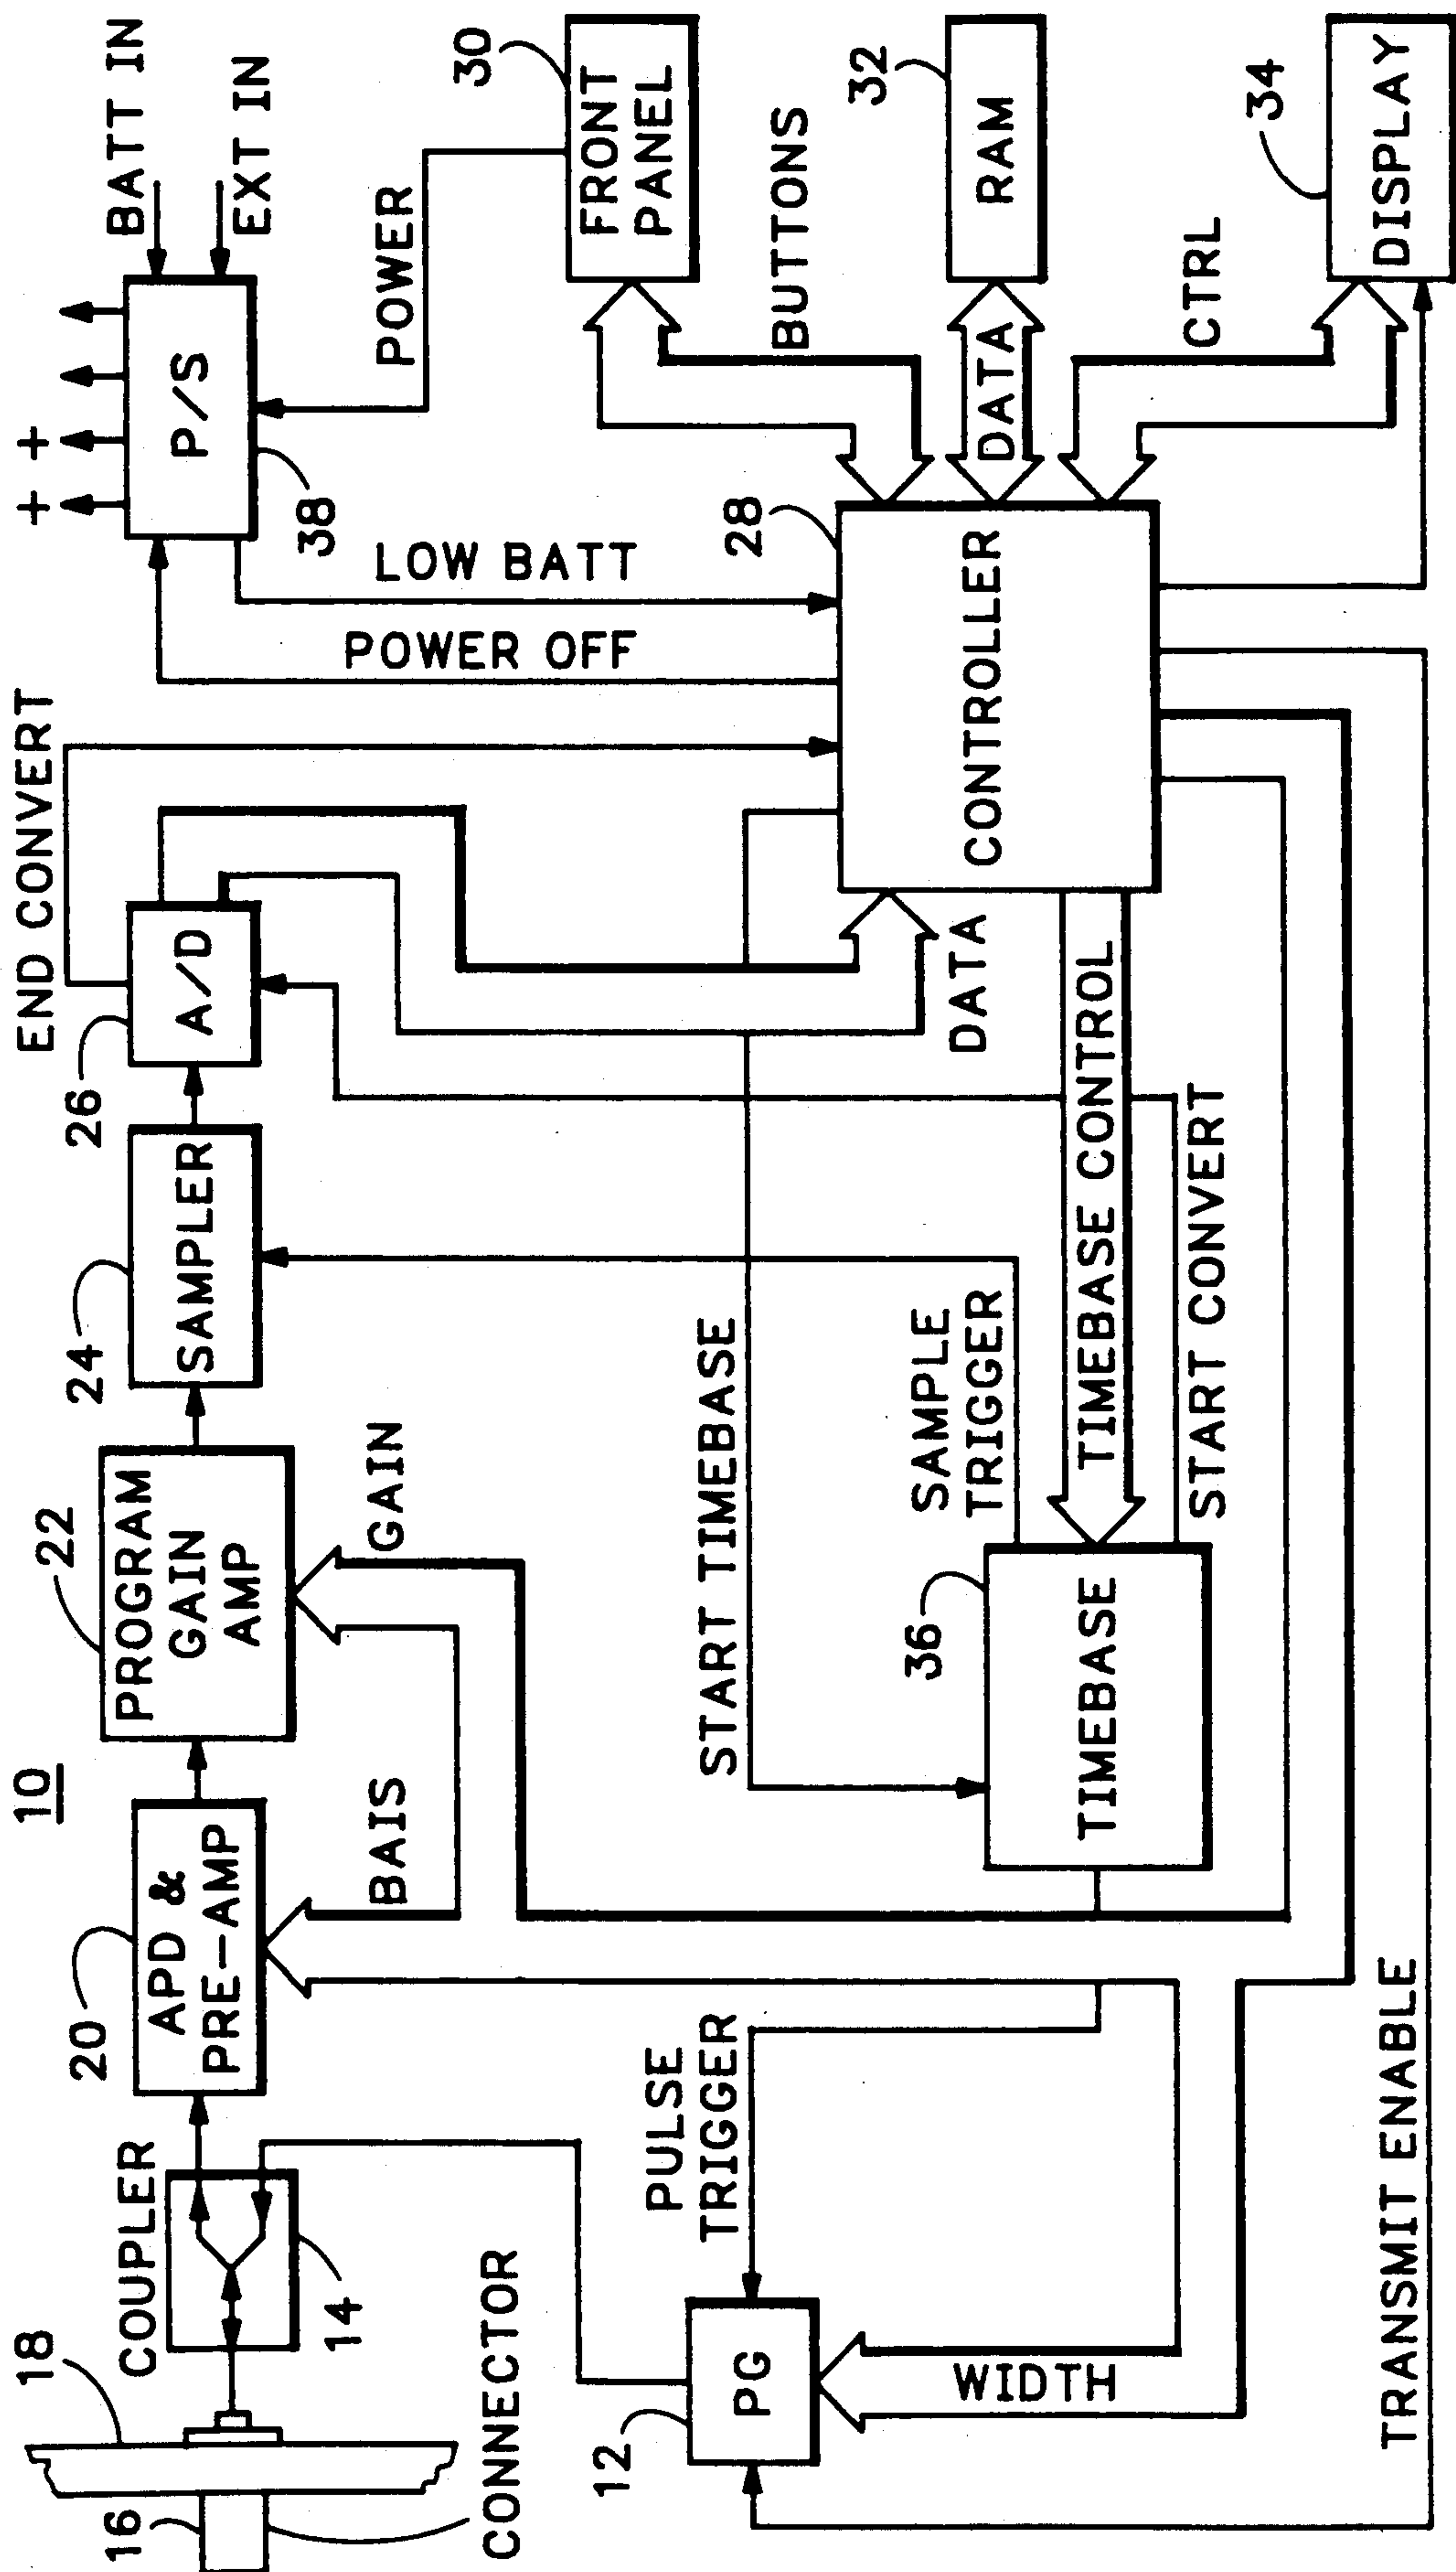 10
18
16
CONNECTOR
COUPLER
14
20
APD &
PRE-AMP
BAIS
22
PROGRAM
GAIN
AMP
GAIN
24
SAMPLER
26
A/D
END CONVERT
+ +
P/S
38
BATT IN
EXT IN
POWER
LOW BATT
POWER OFF
30
FRONT
PANEL
BUTTONS
32
RAM
DATA
34
DISPLAY
CTRL
28
CONTROLLER
DATA
START TIMEBASE
SAMPLE
TRIGGER
TIMEBASE CONTROL
START CONVERT
36
TIMEBASE
PULSE
TRIGGER
12
PG
WIDTH
TRANSMIT ENABLE